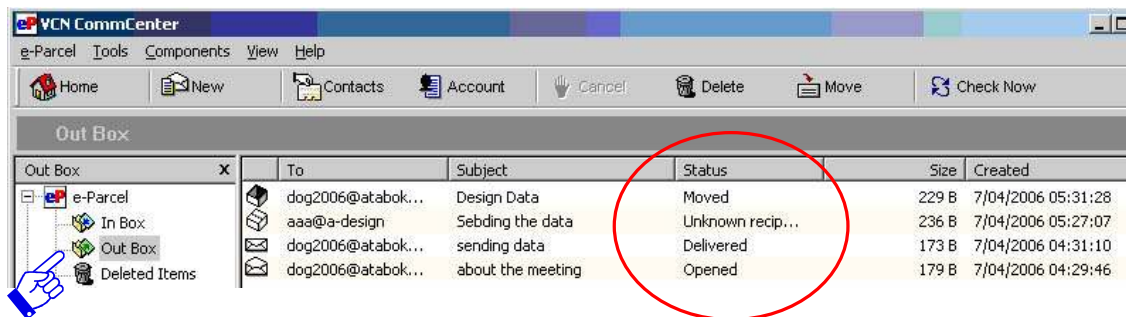 eP VCN CommCenter
e-Parcel Tools Components View Help
Home New Contacts Account Cancel Delete Move Check Now
Out Box
Out Box x To Subject Status Size Created
eP e-Parcel dog2006@atabok... Design Data Moved 229 B 7/04/2006 05:31:28
In Box aaa@a-design Sebding the data Unknown recip... 236 B 7/04/2006 05:27:07
Out Box dog2006@atabok... sending data Delivered 173 B 7/04/2006 04:31:10
Deleted Items dog2006@atabok... about the meeting Opened 179 B 7/04/2006 04:29:46